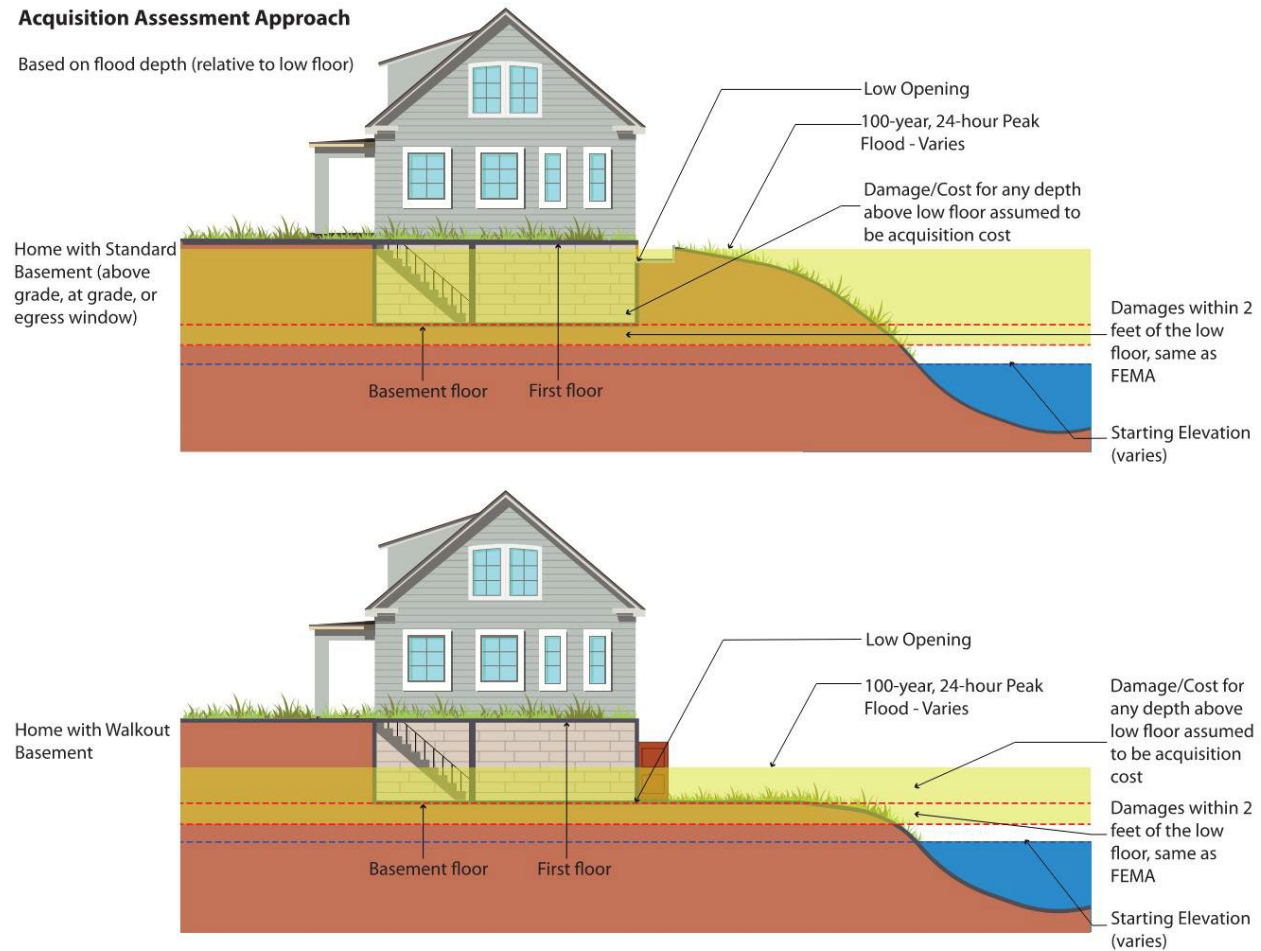 Acquisition Assessment Approach
Based on flood depth (relative to low floor)
Low Opening
100-year, 24-hour Peak
Flood - Varies
Damage/Cost for any depth
above low floor assumed to
be acquisition cost
Home with Standard
Basement (above
grade, at grade, or
egress window)
Damages within 2
feet of the low
floor, same as
FEMA
Basement floor
First floor
Starting Elevation
(varies)
Low Opening
100-year, 24-hour Peak
Flood - Varies
Damage/Cost for
any depth above
low floor assumed
to be acquisition
cost
Home with Walkout
Basement
Damages within 2
feet of the low
floor, same as
FEMA
Basement floor
First floor
Starting Elevation
(varies)